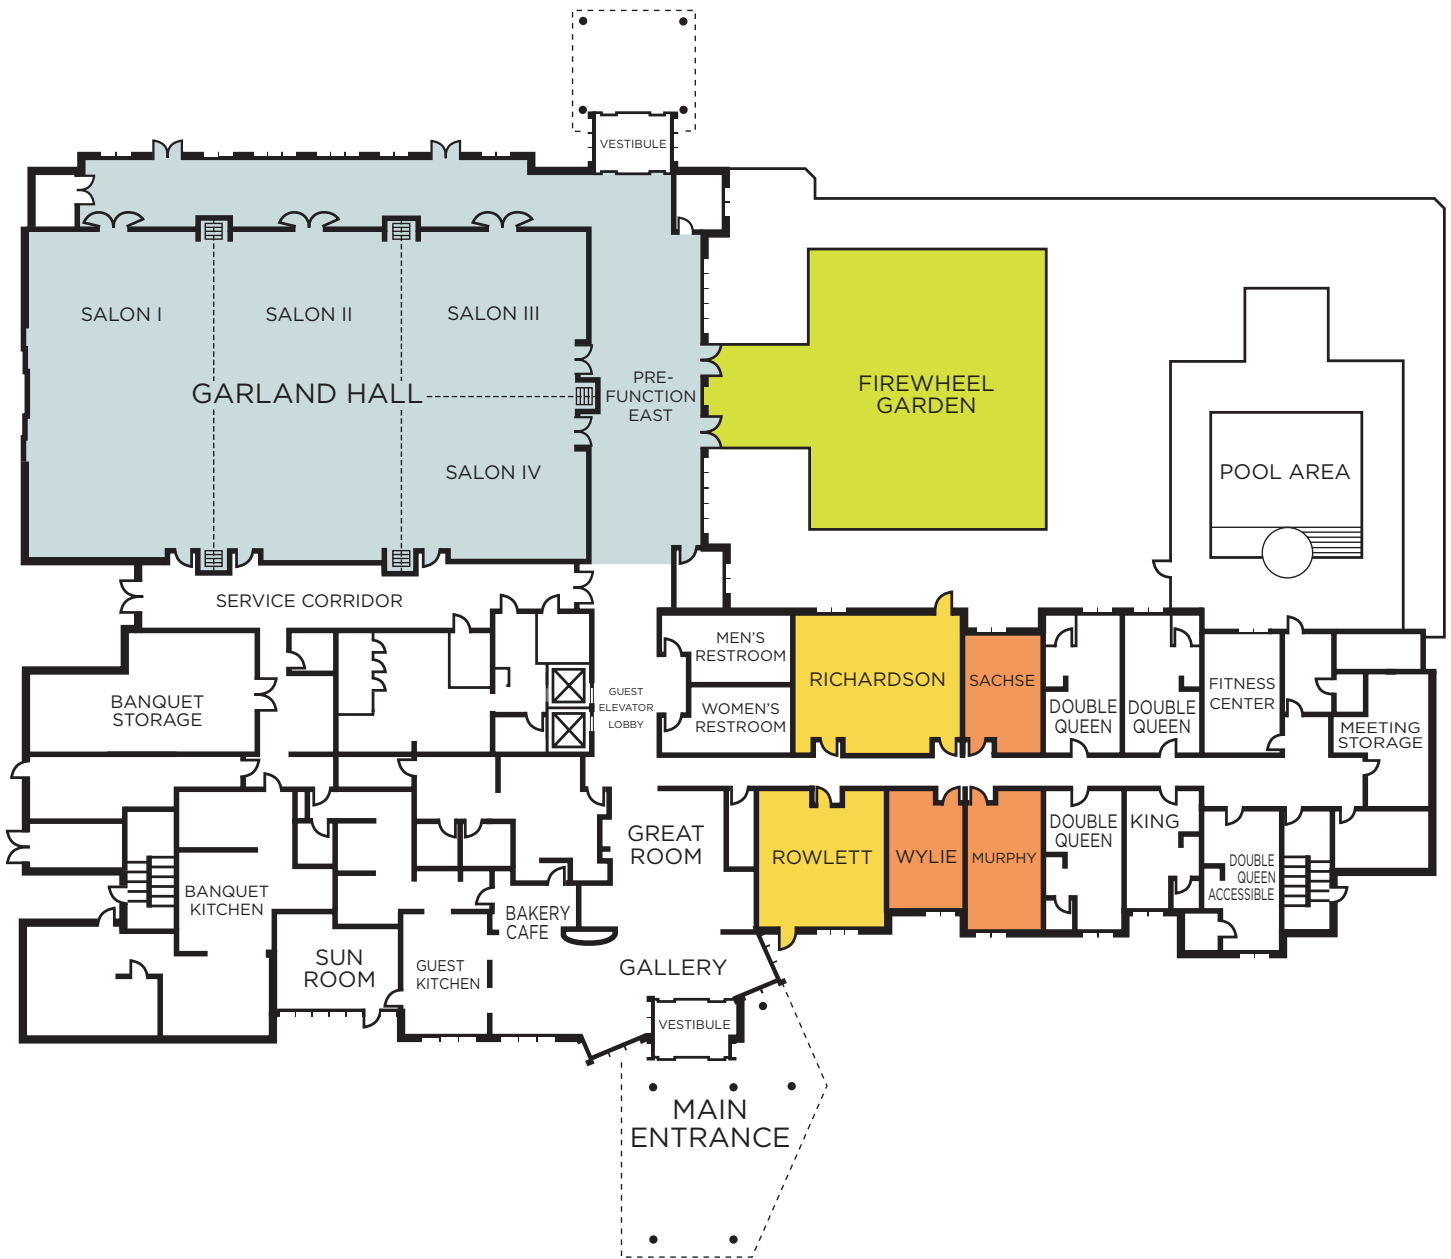 VESTIBULE
SALON I
SALON II
SALON III
GARLAND HALL
PRE-
FUNCTION
EAST
FIREWHEEL
GARDEN
SALON IV
POOL AREA
SERVICE CORRIDOR
MEN'S
RESTROOM
WOMEN'S
RESTROOM
GUEST
ELEVATOR
LOBBY
RICHARDSON
SACHSE
DOUBLE
QUEEN
DOUBLE
QUEEN
FITNESS
CENTER
MEETING
STORAGE
BANQUET
STORAGE
GREAT
ROOM
ROWLETT
WYLIE
MURPHY
DOUBLE
QUEEN
KING
DOUBLE
QUEEN
ACCESSIBLE
BANQUET
KITCHEN
BAKERY
CAFE
SUN
ROOM
GUEST
KITCHEN
GALLERY
VESTIBULE
MAIN
ENTRANCE